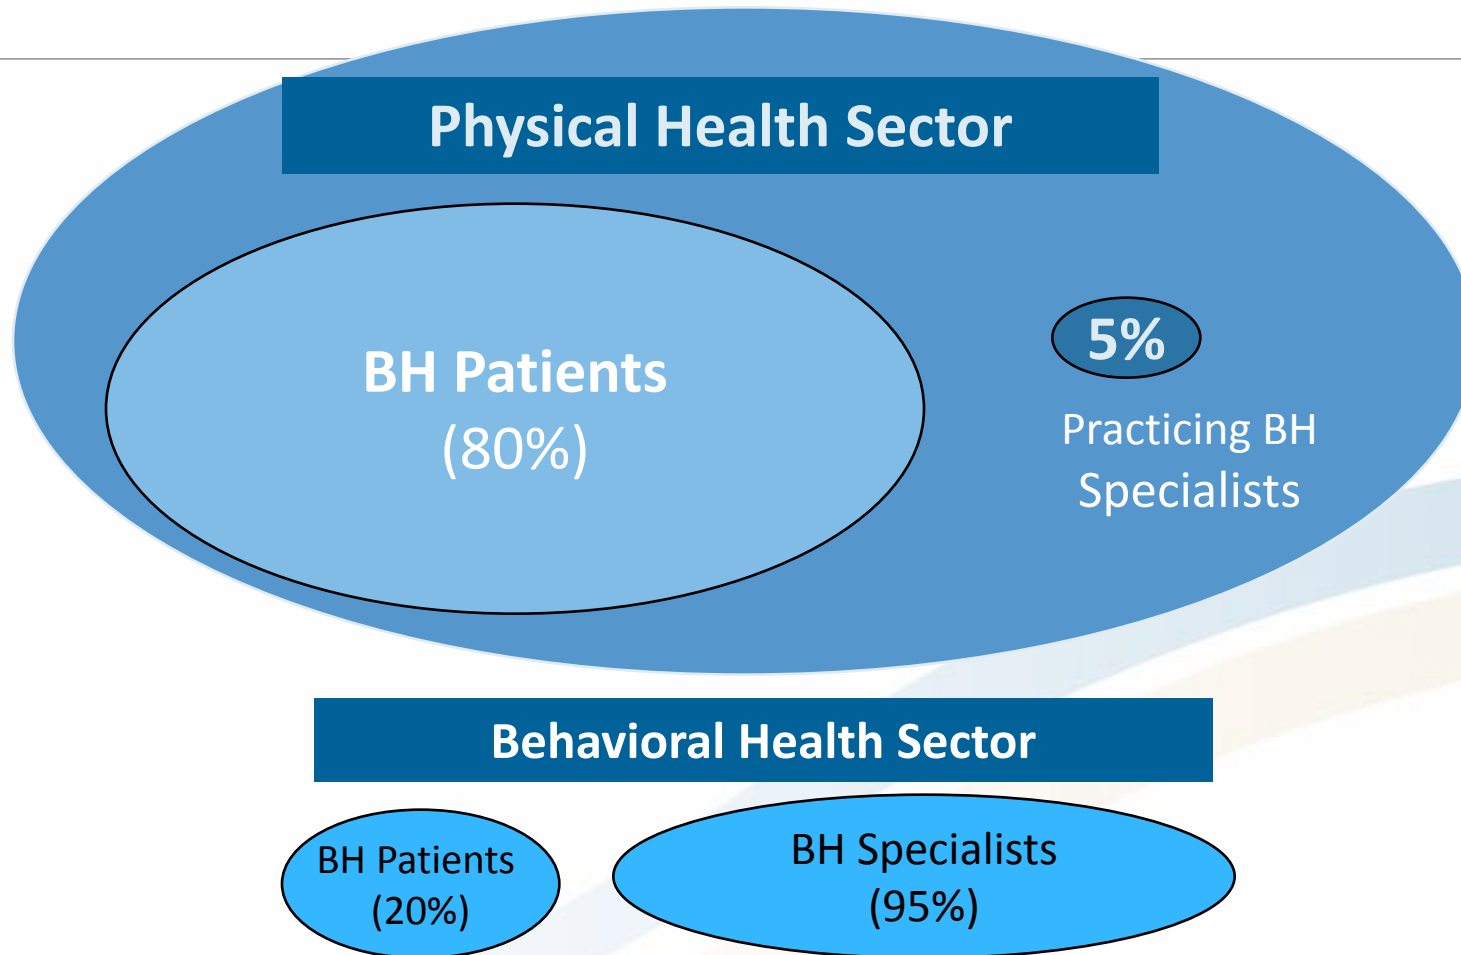 Physical Health Sector
BH Patients
(80%)
5%
Practicing BH
Specialists
Behavioral Health Sector
BH Patients
(20%)
BH Specialists
(95%)